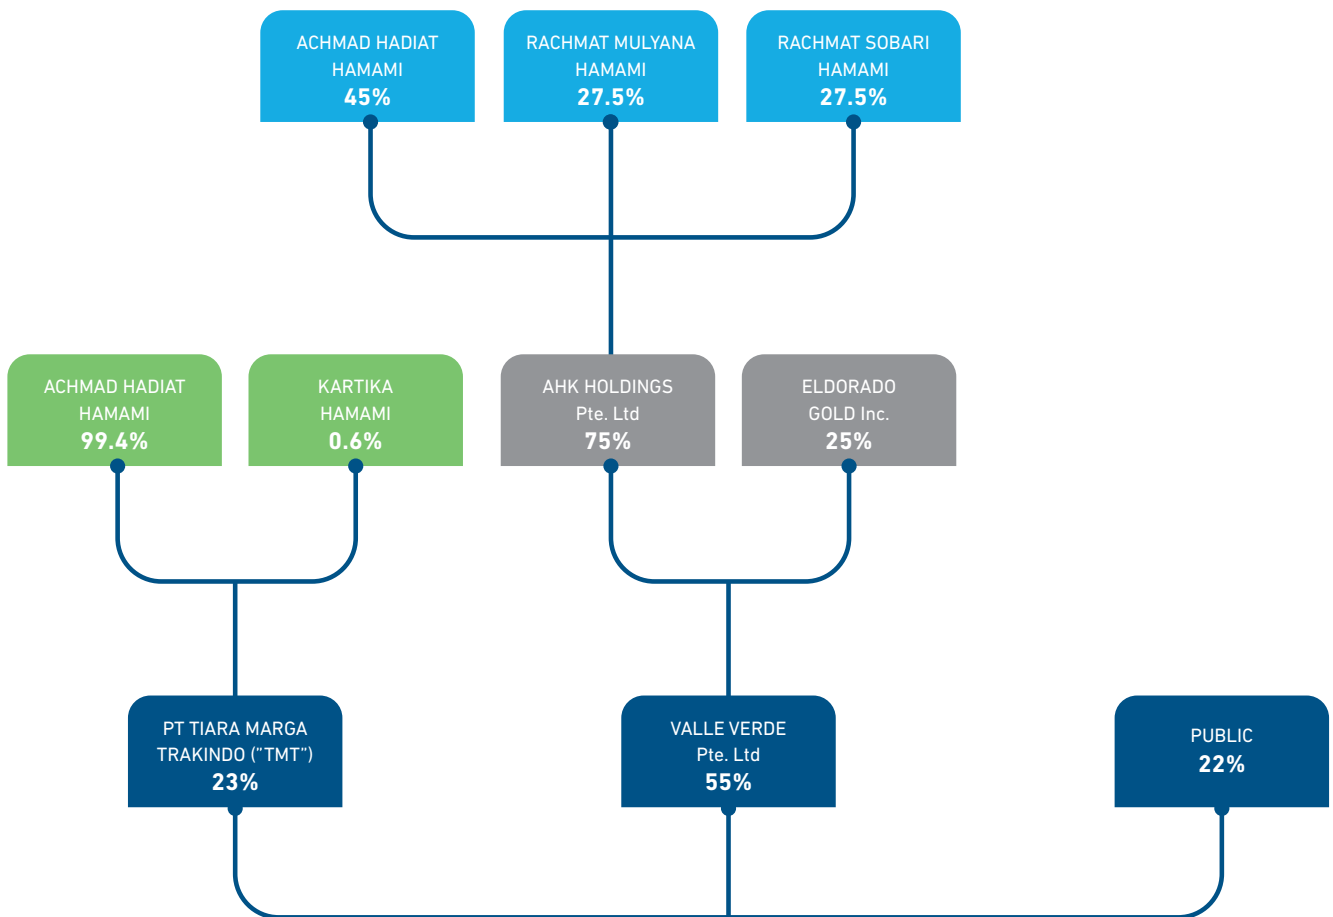 ACHMAD HADIAT
HAMAMI
45%
RACHMAT MULYANA
HAMAMI
27.5%
RACHMAT SOBARI
HAMAMI
27.5%
ACHMAD HADIAT
HAMAMI
99.4%
KARTIKA
HAMAMI
0.6%
AHK HOLDINGS
Pte. Ltd
75%
ELDORADO
GOLD Inc.
25%
PT TIARA MARGA
TRAKINDO (”TMT”)
23%
VALLE VERDE
Pte. Ltd
55%
PUBLIC
22%